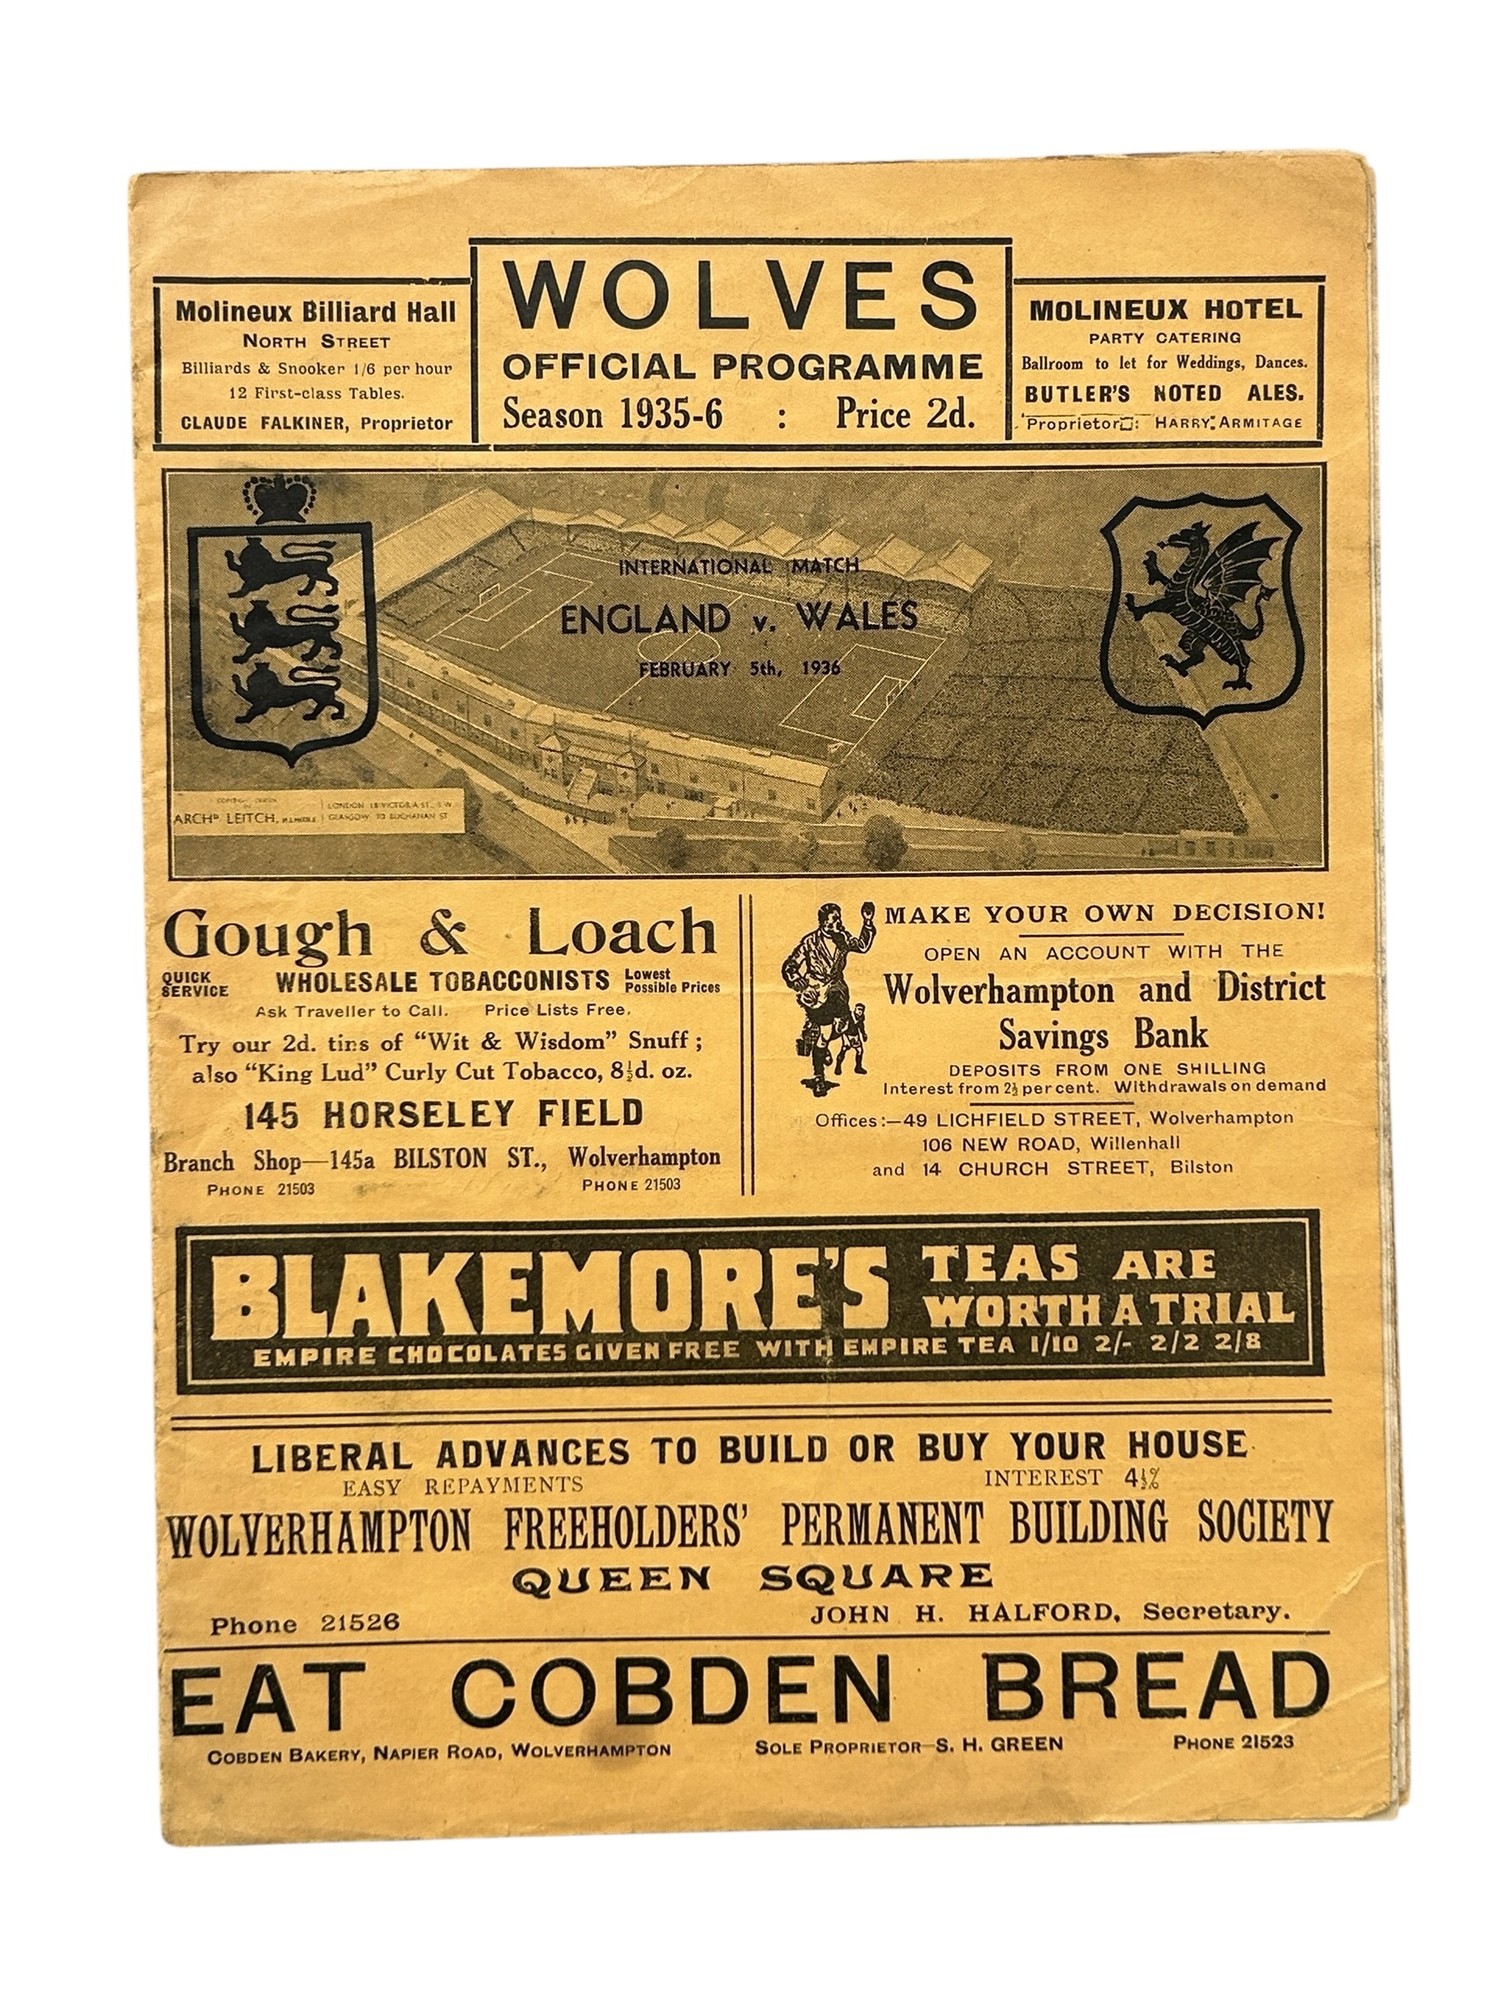 WOLVES
OFFICIAL PROGRAMME
Season 1935-6 : Price 2d.
Molineux Billiard Hall
NORTH STREET
Billiards & Snooker 1/6 per hour
12 First-class Tables.
CLAUDE FALKINER, Proprietor
MOLINEUX HOTEL
PARTY CATERING
Ballroom to let for Weddings, Dances.
BUTLER'S NOTED ALES.
Proprietor: HARRY ARMITAGE
INTERNATIONAL MATCH
ENGLAND v. WALES
FEBRUARY 5th, 1936
ARCHD LEITCH,
LONDON 18 VICTORIA ST. S W
GLASGOW 53 BUCHANAN ST
Gough & Loach
QUICK SERVICE WHOLESALE TOBACCONISTS Lowest Possible Prices
Ask Traveller to Call. Price Lists Free.
Try our 2d. tins of "Wit & Wisdom" Snuff;
also "King Lud" Curly Cut Tobacco, 8½d. oz.
145 HORSELEY FIELD
Branch Shop—145a BILSTON ST., Wolverhampton
PHONE 21503 PHONE 21503
MAKE YOUR OWN DECISION!
OPEN AN ACCOUNT WITH THE
Wolverhampton and District
Savings Bank
DEPOSITS FROM ONE SHILLING
Interest from 2½ per cent. Withdrawals on demand
Offices:—49 LICHFIELD STREET, Wolverhampton
106 NEW ROAD, Willenhall
and 14 CHURCH STREET, Bilston
BLAKEMORE'S TEAS ARE
WORTH A TRIAL
EMPIRE CHOCOLATES GIVEN FREE WITH EMPIRE TEA 1/10 2/- 2/2 2/8
LIBERAL ADVANCES TO BUILD OR BUY YOUR HOUSE
EASY REPAYMENTS INTEREST 4½%
WOLVERHAMPTON FREEHOLDERS' PERMANENT BUILDING SOCIETY
QUEEN SQUARE
Phone 21526 JOHN H. HALFORD, Secretary.
EAT COBDEN BREAD
COBDEN BAKERY, NAPIER ROAD, WOLVERHAMPTON SOLE PROPRIETOR—S. H. GREEN PHONE 21523